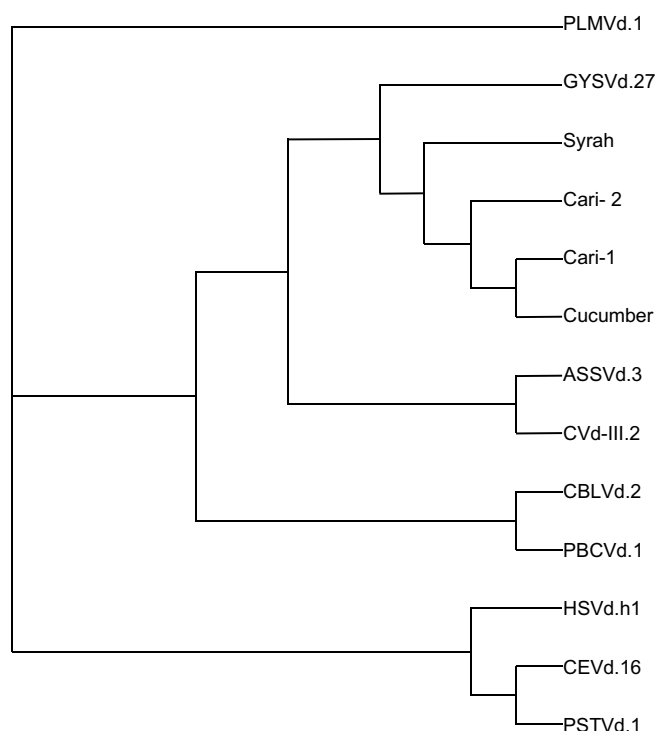 PLMVd.1
GYSVd.27
Syrah
Cari- 2
Cari-1
Cucumber
ASSVd.3
CVd-III.2
CBLVd.2
PBCVd.1
HSVd.h1
CEVd.16
PSTVd.1